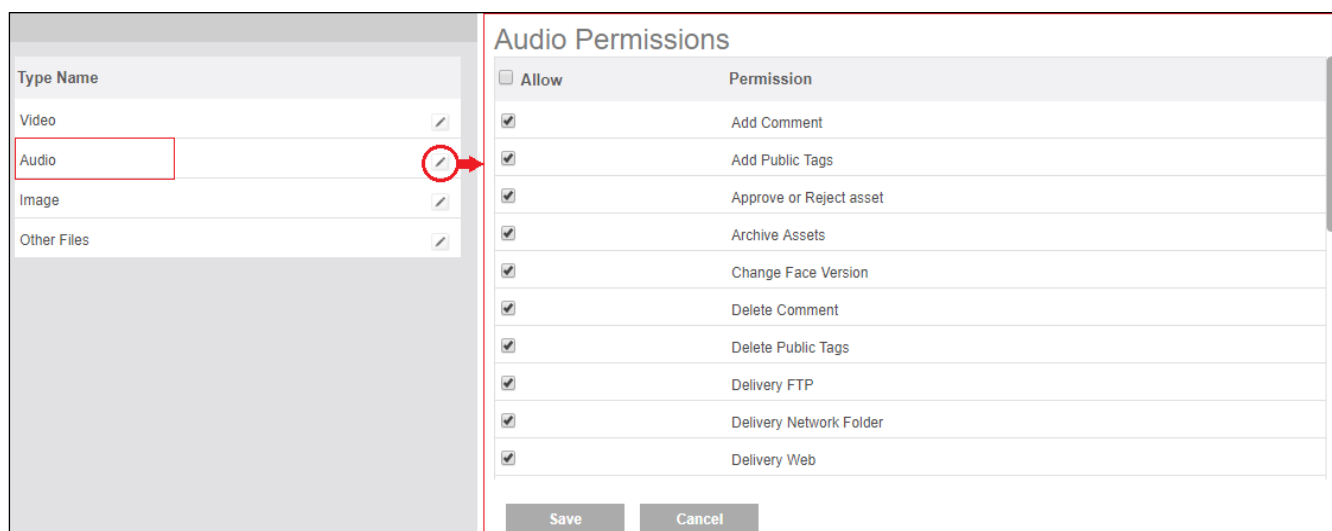 Type Name
Video
Audio
Image
Other Files
Audio Permissions
Allow Permission
Add Comment
Add Public Tags
Approve or Reject asset
Archive Assets
Change Face Version
Delete Comment
Delete Public Tags
Delivery FTP
Delivery Network Folder
Delivery Web
Save Cancel